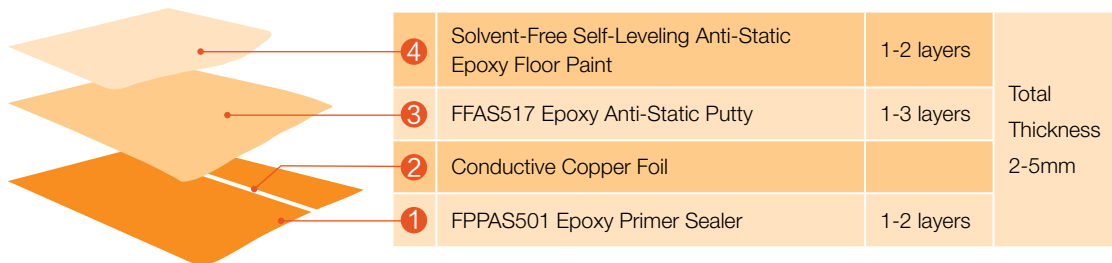 4 Solvent-Free Self-Leveling Anti-Static
Epoxy Floor Paint 1-2 layers
3 FFAS517 Epoxy Anti-Static Putty 1-3 layers
2 Conductive Copper Foil
1 FPPAS501 Epoxy Primer Sealer 1-2 layers
Total
Thickness
2-5mm